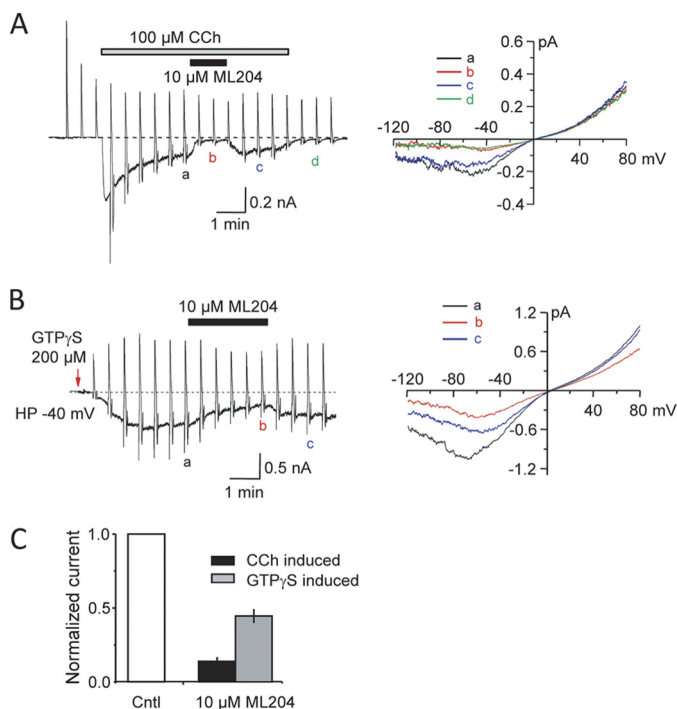 A
100 μM CCh
10 μM ML204
a
b
c
d
0.2 nA
1 min
0.6
pA
a
b
c
d
0.4
0.2
-120 -80 -40
40 80 mV
-0.2
-0.4
B
10 μM ML204
GTPγS
200 μM
HP -40 mV
a
b
c
0.5 nA
1 min
1.2
pA
a
b
c
0.6
-120 -80 -40
40 80 mV
-0.6
-1.2
C
Normalized current
1.0
0.5
0.0
CCh induced
GTPγS induced
Cntl 10 μM ML204